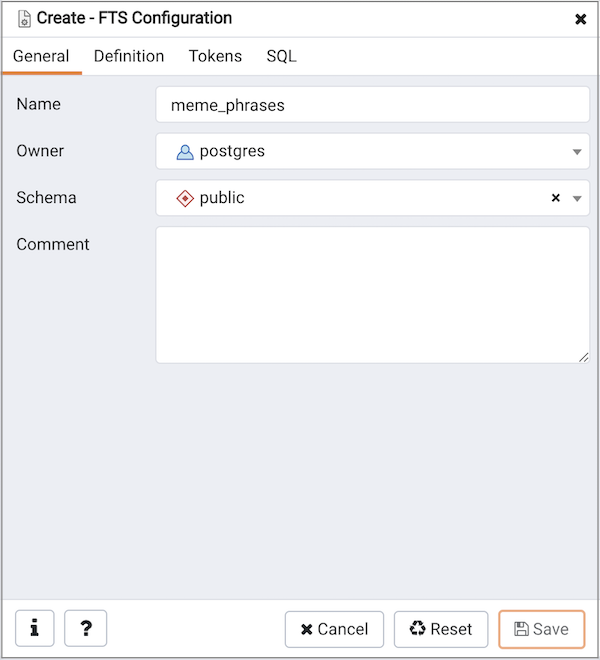 Create - FTS Configuration
General Definition Tokens SQL
Name meme_phrases
Owner postgres
Schema public
Comment
i ? Cancel Reset Save